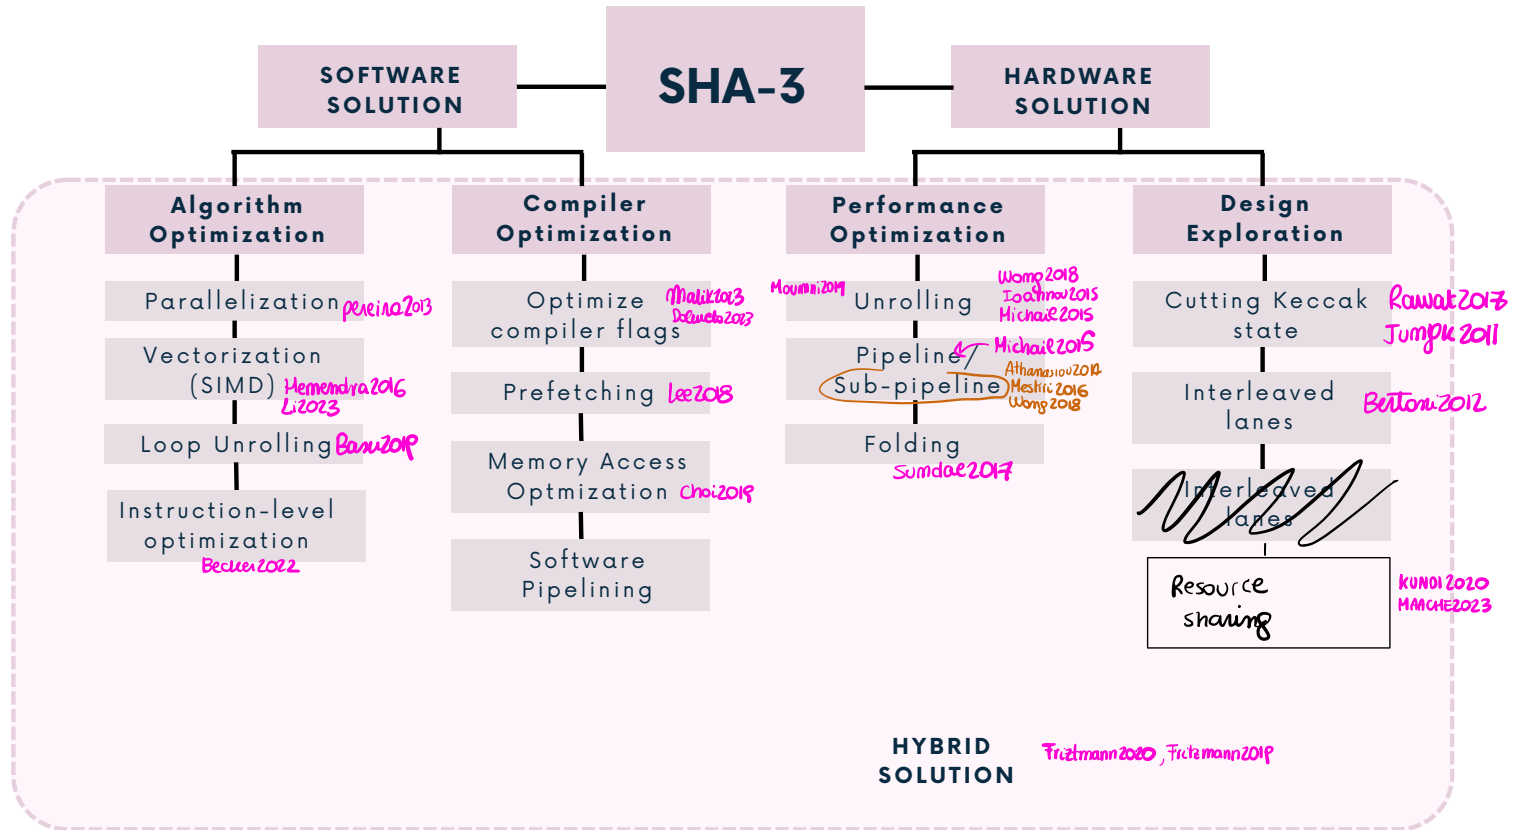 SHA-3
SOFTWARE
SOLUTION
HARDWARE
SOLUTION
Algorithm
Optimization
Parallelization
pereira2013
Vectorization
(SIMD)
Hemendra2016
Li2023
Loop Unrolling
Basu2019
Instruction-level
optimization
Becker2022
Compiler
Optimization
Optimize
compiler flags
Malik2023
Prefetching
Lee2018
Memory Access
Optmization
Choi2019
Software
Pipelining
Performance
Optimization
Unrolling
Moumni2019
Wong2018
Ioannou2015
Michail2015
Pipeline/
Sub-pipeline
Michail2015
Athanasiou2014
Mestiri2016
Wong2018
Folding
Sundal2017
Design
Exploration
Cutting Keccak
state
Rawat2017
Jungk2011
Interleaved
lanes
Bertoni2012
Interleaved
lanes
Resource
sharing
KUNDI2020
MAACHE2023
HYBRID
SOLUTION
Friztmann2020, Fritzmann2019